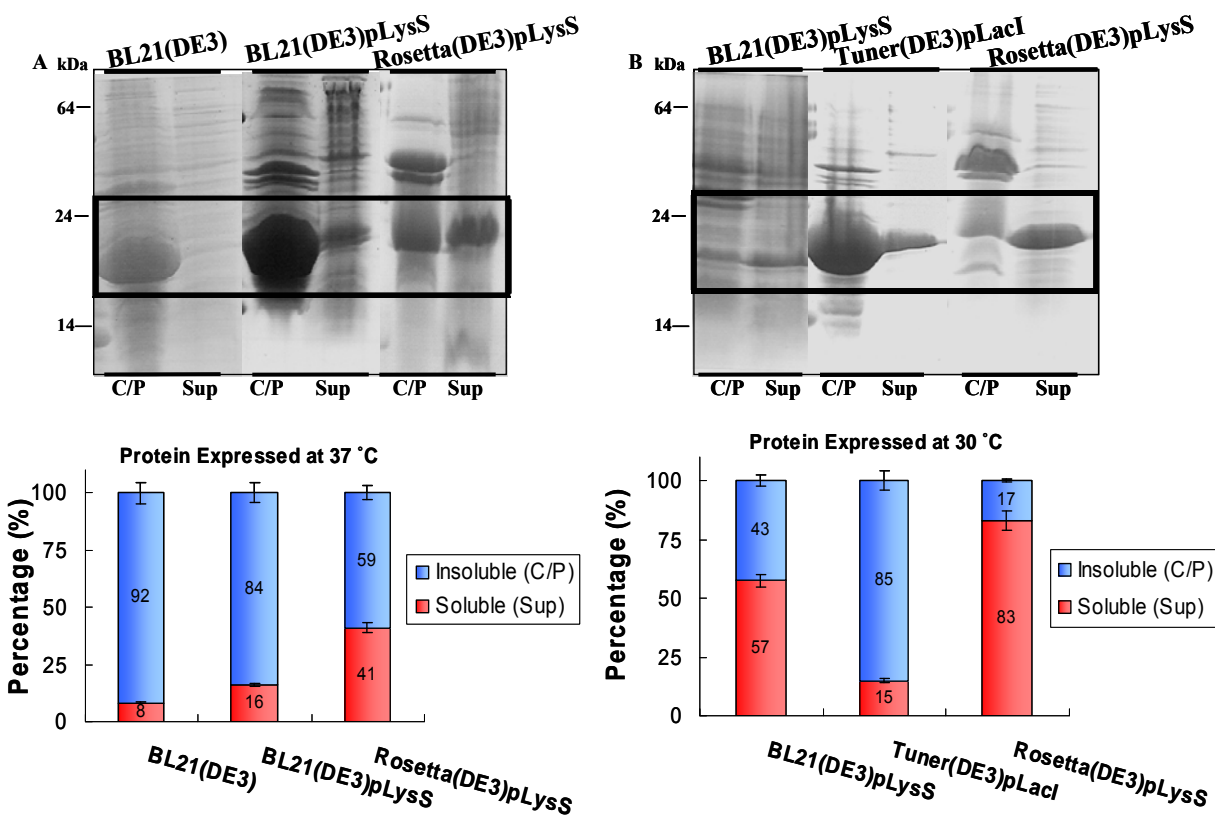 BL21(DE3) BL21(DE3)pLysS Rosetta(DE3)pLysS
A kDa
64
24
14
C/P Sup C/P Sup C/P Sup
BL21(DE3)pLysS Tuner(DE3)pLacI Rosetta(DE3)pLysS
B kDa
64
24
14
C/P Sup C/P Sup C/P Sup
Protein Expressed at 37 ˚C
Percentage (%)
100
75
50
25
0
92 84 59
8 16 41
Insoluble (C/P)
Soluble (Sup)
BL21(DE3) BL21(DE3)pLysS Rosetta(DE3)pLysS
Protein Expressed at 30 ˚C
Percentage (%)
100
75
50
25
0
43 85 17
57 15 83
Insoluble (C/P)
Soluble (Sup)
BL21(DE3)pLysS Tuner(DE3)pLacI Rosetta(DE3)pLysS